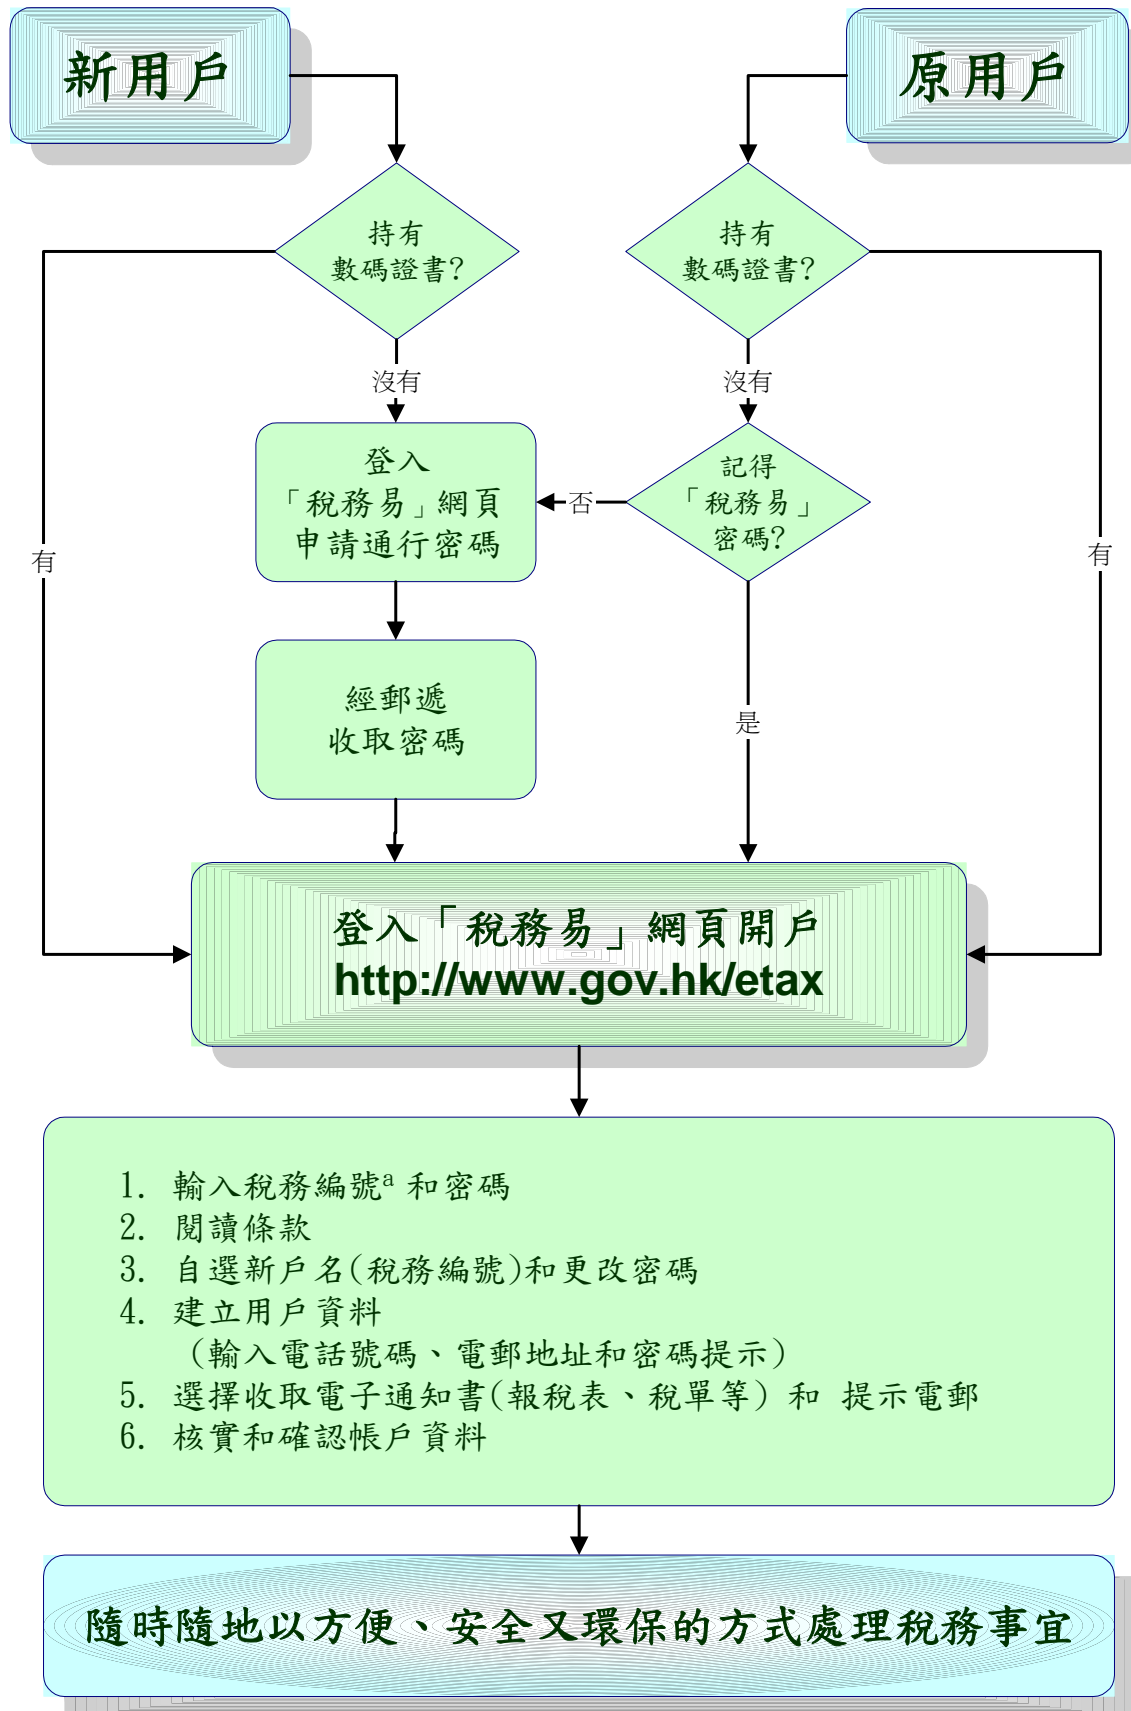 新用戶
原用戶
持有
數碼證書?
持有
數碼證書?
沒有
沒有
登入
「稅務易」網頁
申請通行密碼
否
記得
「稅務易」
密碼?
有
有
經郵遞
收取密碼
是
登入「稅務易」網頁開戶
http://www.gov.hk/etax
1. 輸入稅務編號ᵃ 和密碼
2. 閱讀條款
3. 自選新戶名(稅務編號)和更改密碼
4. 建立用戶資料
(輸入電話號碼、電郵地址和密碼提示)
5. 選擇收取電子通知書(報稅表、稅單等) 和 提示電郵
6. 核實和確認帳戶資料
隨時隨地以方便、安全又環保的方式處理稅務事宜